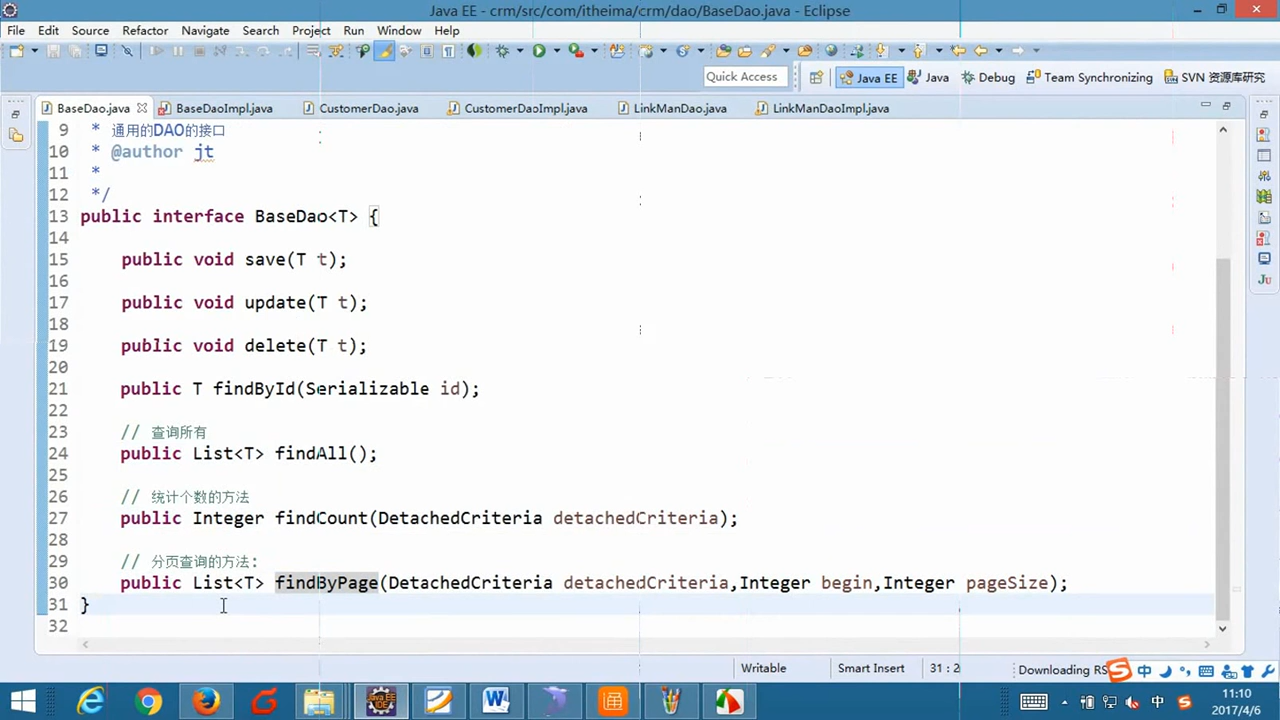 Java EE - crm/src/com/itheima/crm/dao/BaseDao.java - Eclipse
File Edit Source Refactor Navigate Search Project Run Window Help
Quick Access Java EE Java Debug Team Synchronizing SVN 资源库研究
BaseDao.java BaseDaoImpl.java CustomerDao.java CustomerDaoImpl.java LinkManDao.java LinkManDaoImpl.java
9 * 通用的DAO的接口
10 * @author jt
11 *
12 */
13 public interface BaseDao<T> {
14
15 public void save(T t);
16
17 public void update(T t);
18
19 public void delete(T t);
20
21 public T findById(Serializable id);
22
23 // 查询所有
24 public List<T> findAll();
25
26 // 统计个数的方法
27 public Integer findCount(DetachedCriteria detachedCriteria);
28
29 // 分页查询的方法:
30 public List<T> findByPage(DetachedCriteria detachedCriteria,Integer begin,Integer pageSize);
31 }
32
Writable Smart Insert 31 : 2 Downloading RS 中
中 11:10
2017/4/6